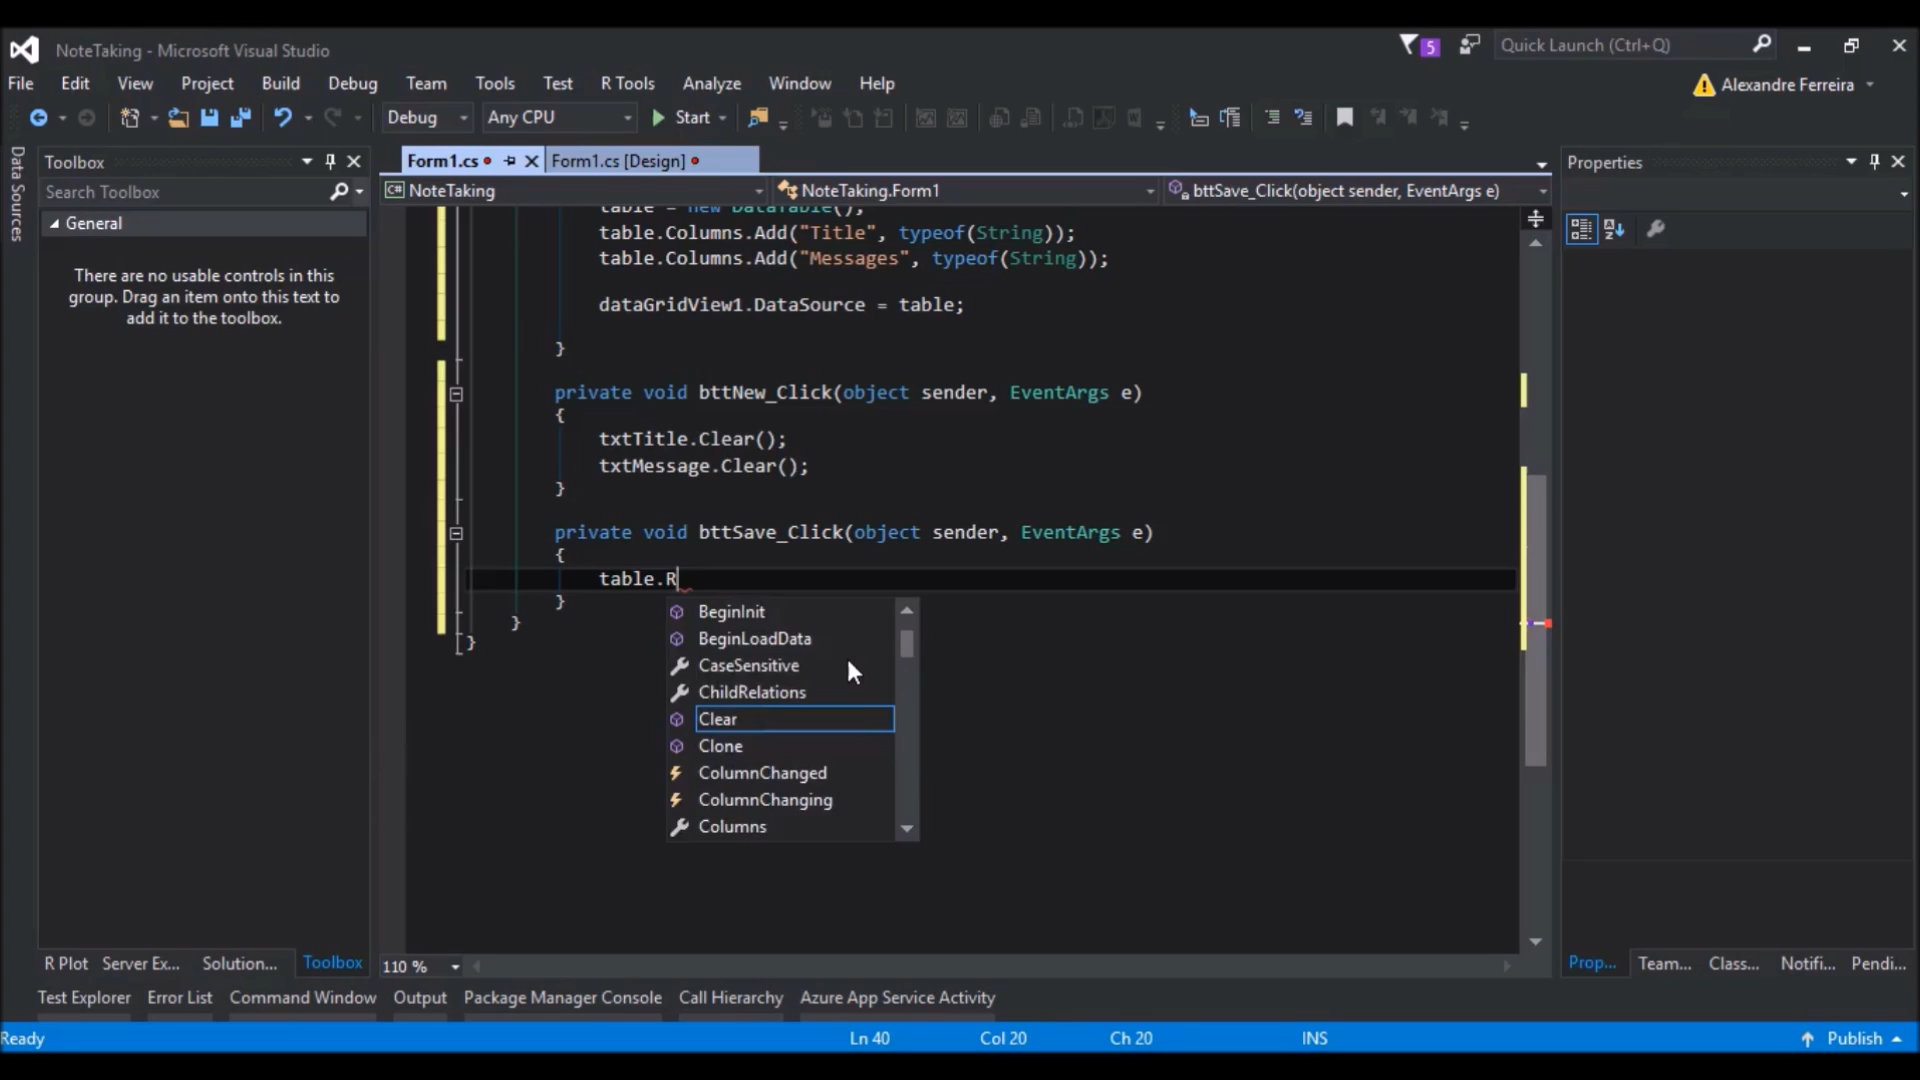 NoteTaking - Microsoft Visual Studio
5
Quick Launch (Ctrl+Q)
File Edit View Project Build Debug Team Tools Test R Tools Analyze Window Help
Alexandre Ferreira
Debug
Any CPU
Start
Data Sources
Toolbox
Search Toolbox
General
There are no usable controls in this
group. Drag an item onto this text to
add it to the toolbox.
Form1.cs
Form1.cs [Design]
C# NoteTaking
NoteTaking.Form1
bttSave_Click(object sender, EventArgs e)
table = new DataTable();
table.Columns.Add("Title", typeof(String));
table.Columns.Add("Messages", typeof(String));
dataGridView1.DataSource = table;
}
private void bttNew_Click(object sender, EventArgs e)
{
txtTitle.Clear();
txtMessage.Clear();
}
private void bttSave_Click(object sender, EventArgs e)
{
table.R
}
}
}
BeginInit
BeginLoadData
CaseSensitive
ChildRelations
Clear
Clone
ColumnChanged
ColumnChanging
Columns
Properties
R Plot Server Ex... Solution... Toolbox
110 %
Prop... Team... Class... Notifi... Pendi...
Test Explorer Error List Command Window Output Package Manager Console Call Hierarchy Azure App Service Activity
Ready
Ln 40
Col 20
Ch 20
INS
Publish